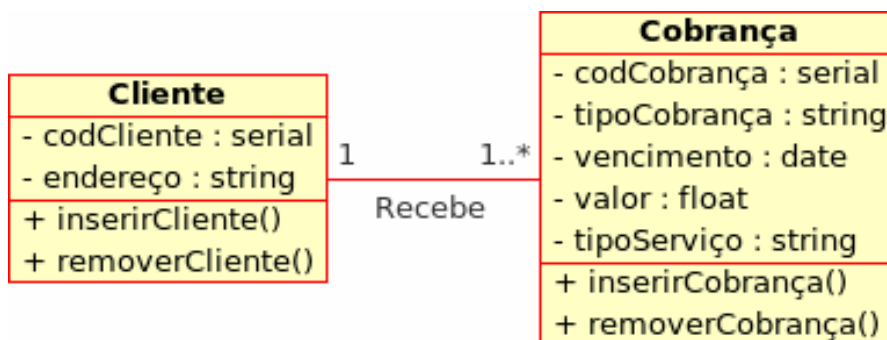 Cliente
- codCliente : serial
- endereço : string
+ inserirCliente()
+ removerCliente()
1
1..*
Recebe
Cobrança
- codCobrança : serial
- tipoCobrança : string
- vencimento : date
- valor : float
- tipoServiço : string
+ inserirCobrança()
+ removerCobrança()